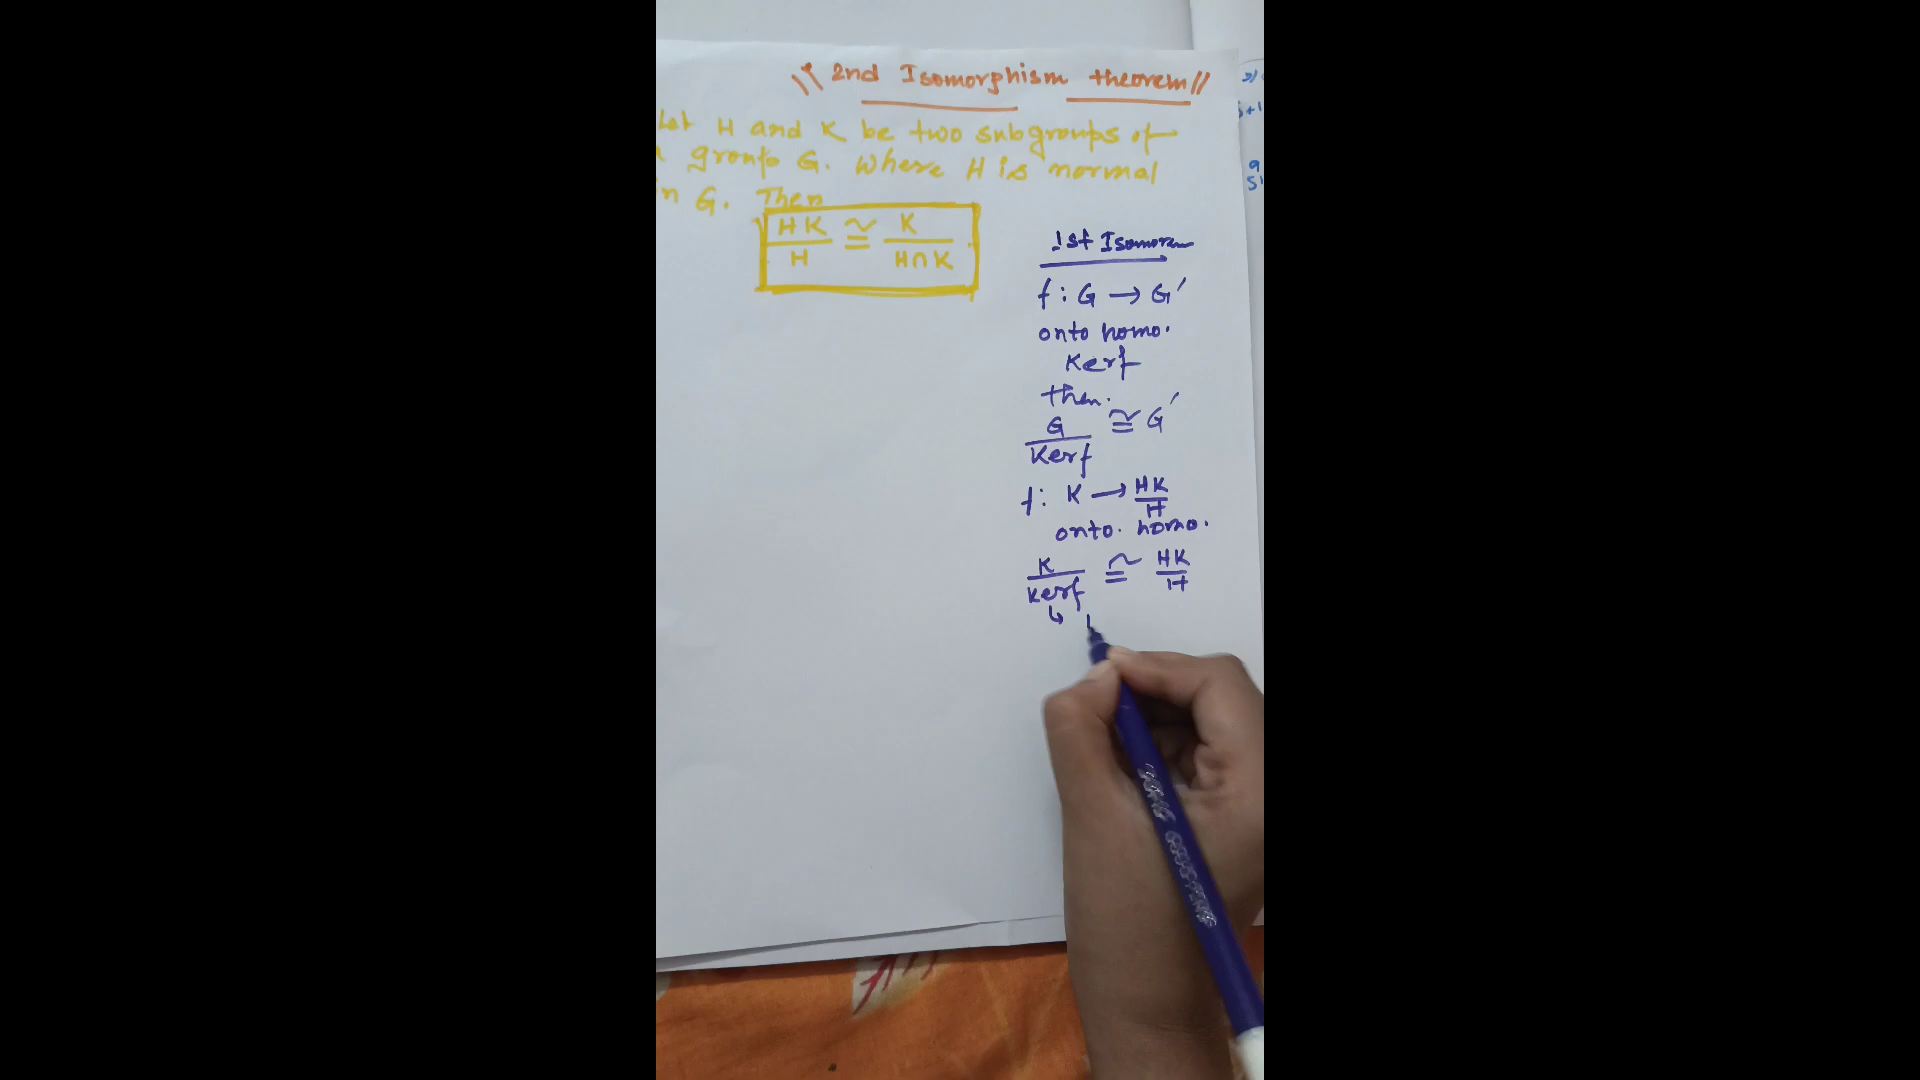 \\ 2nd Isomorphism theorem //
Let H and K be two subgroups of
group G. Where H is normal
in G. Then
HK/H ≅ K/H∩K
1st Isomor
f: G → G'
onto homo.
Kerf
then.
G/Kerf ≅ G'
f: K → HK/H
onto. homo.
K/Kerf ≅ HK/H